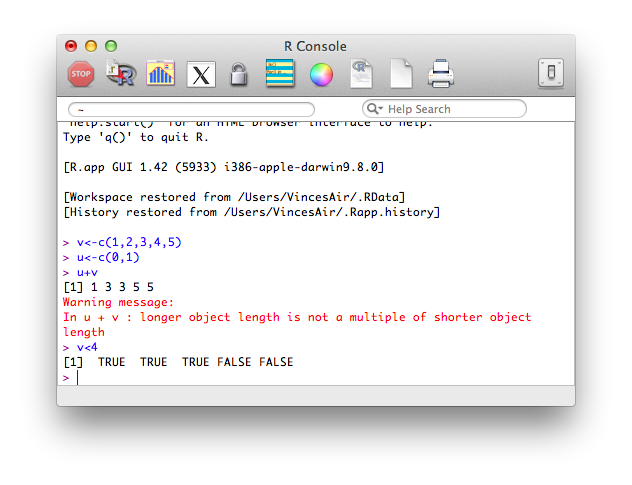 R Console
STOP
R
X
~
Help Search
'help.start()' for an HTML browser interface to help.
Type 'q()' to quit R.
[R.app GUI 1.42 (5933) i386-apple-darwin9.8.0]
[Workspace restored from /Users/VincesAir/.RData]
[History restored from /Users/VincesAir/.Rapp.history]
> v<-c(1,2,3,4,5)
> u<-c(0,1)
> u+v
[1] 1 3 3 5 5
Warning message:
In u + v : longer object length is not a multiple of shorter object
length
> v<4
[1]  TRUE  TRUE  TRUE FALSE FALSE
>